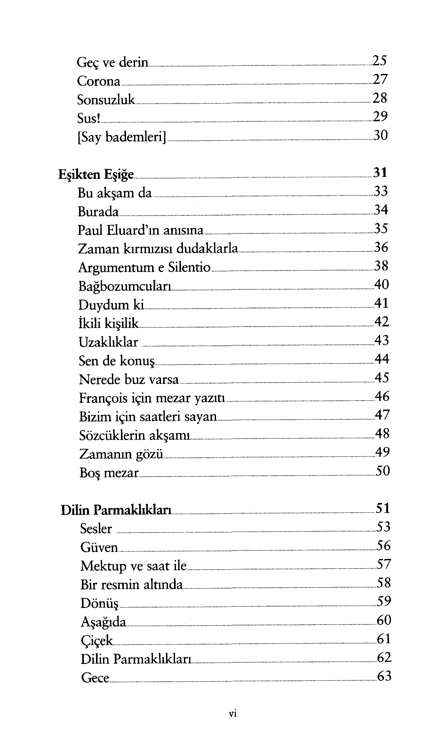 Geç ve derin 25
Corona 27
Sonsuzluk 28
Sus! 29
[Say bademleri] 30
Eşikten Eşiğe 31
Bu akşam da 33
Burada 34
Paul Eluard'ın anısına 35
Zaman kırmızısı dudaklarla 36
Argumentum e Silentio 38
Bağbozumcuları 40
Duydum ki 41
İkili kişilik 42
Uzaklıklar 43
Sen de konuş 44
Nerede buz varsa 45
François için mezar yazıtı 46
Bizim için saatleri sayan 47
Sözcüklerin akşamı 48
Zamanın gözü 49
Boş mezar 50
Dilin Parmaklıkları 51
Sesler 53
Güven 56
Mektup ve saat ile 57
Bir resmin altında 58
Dönüş 59
Aşağıda 60
Çiçek 61
Dilin Parmaklıkları 62
Gece 63
vi